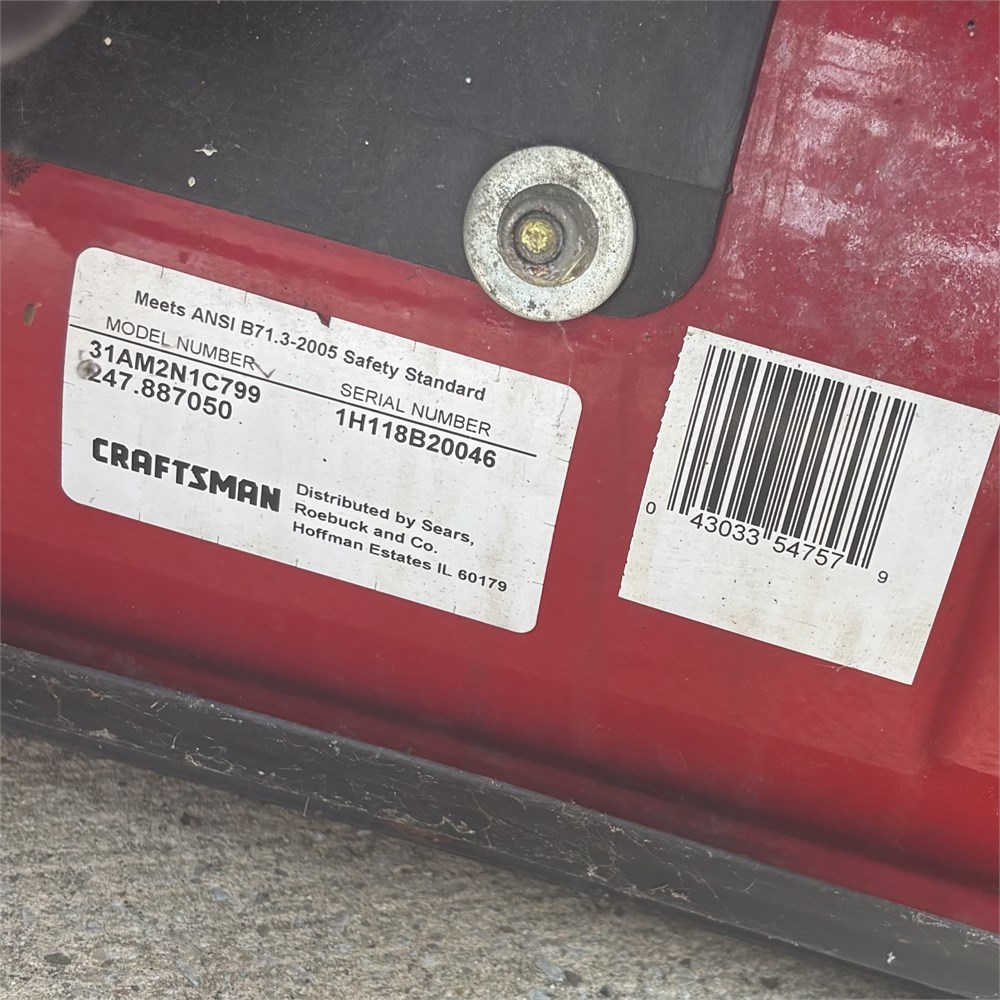 Meets ANSI B71.3-2005 Safety Standard
MODEL NUMBER
SERIAL NUMBER
31AM2N1C799
1H118B20046
247.887050
CRAFTSMAN
Distributed by Sears,
Roebuck and Co.
Hoffman Estates IL 60179
0 43033 54757 9